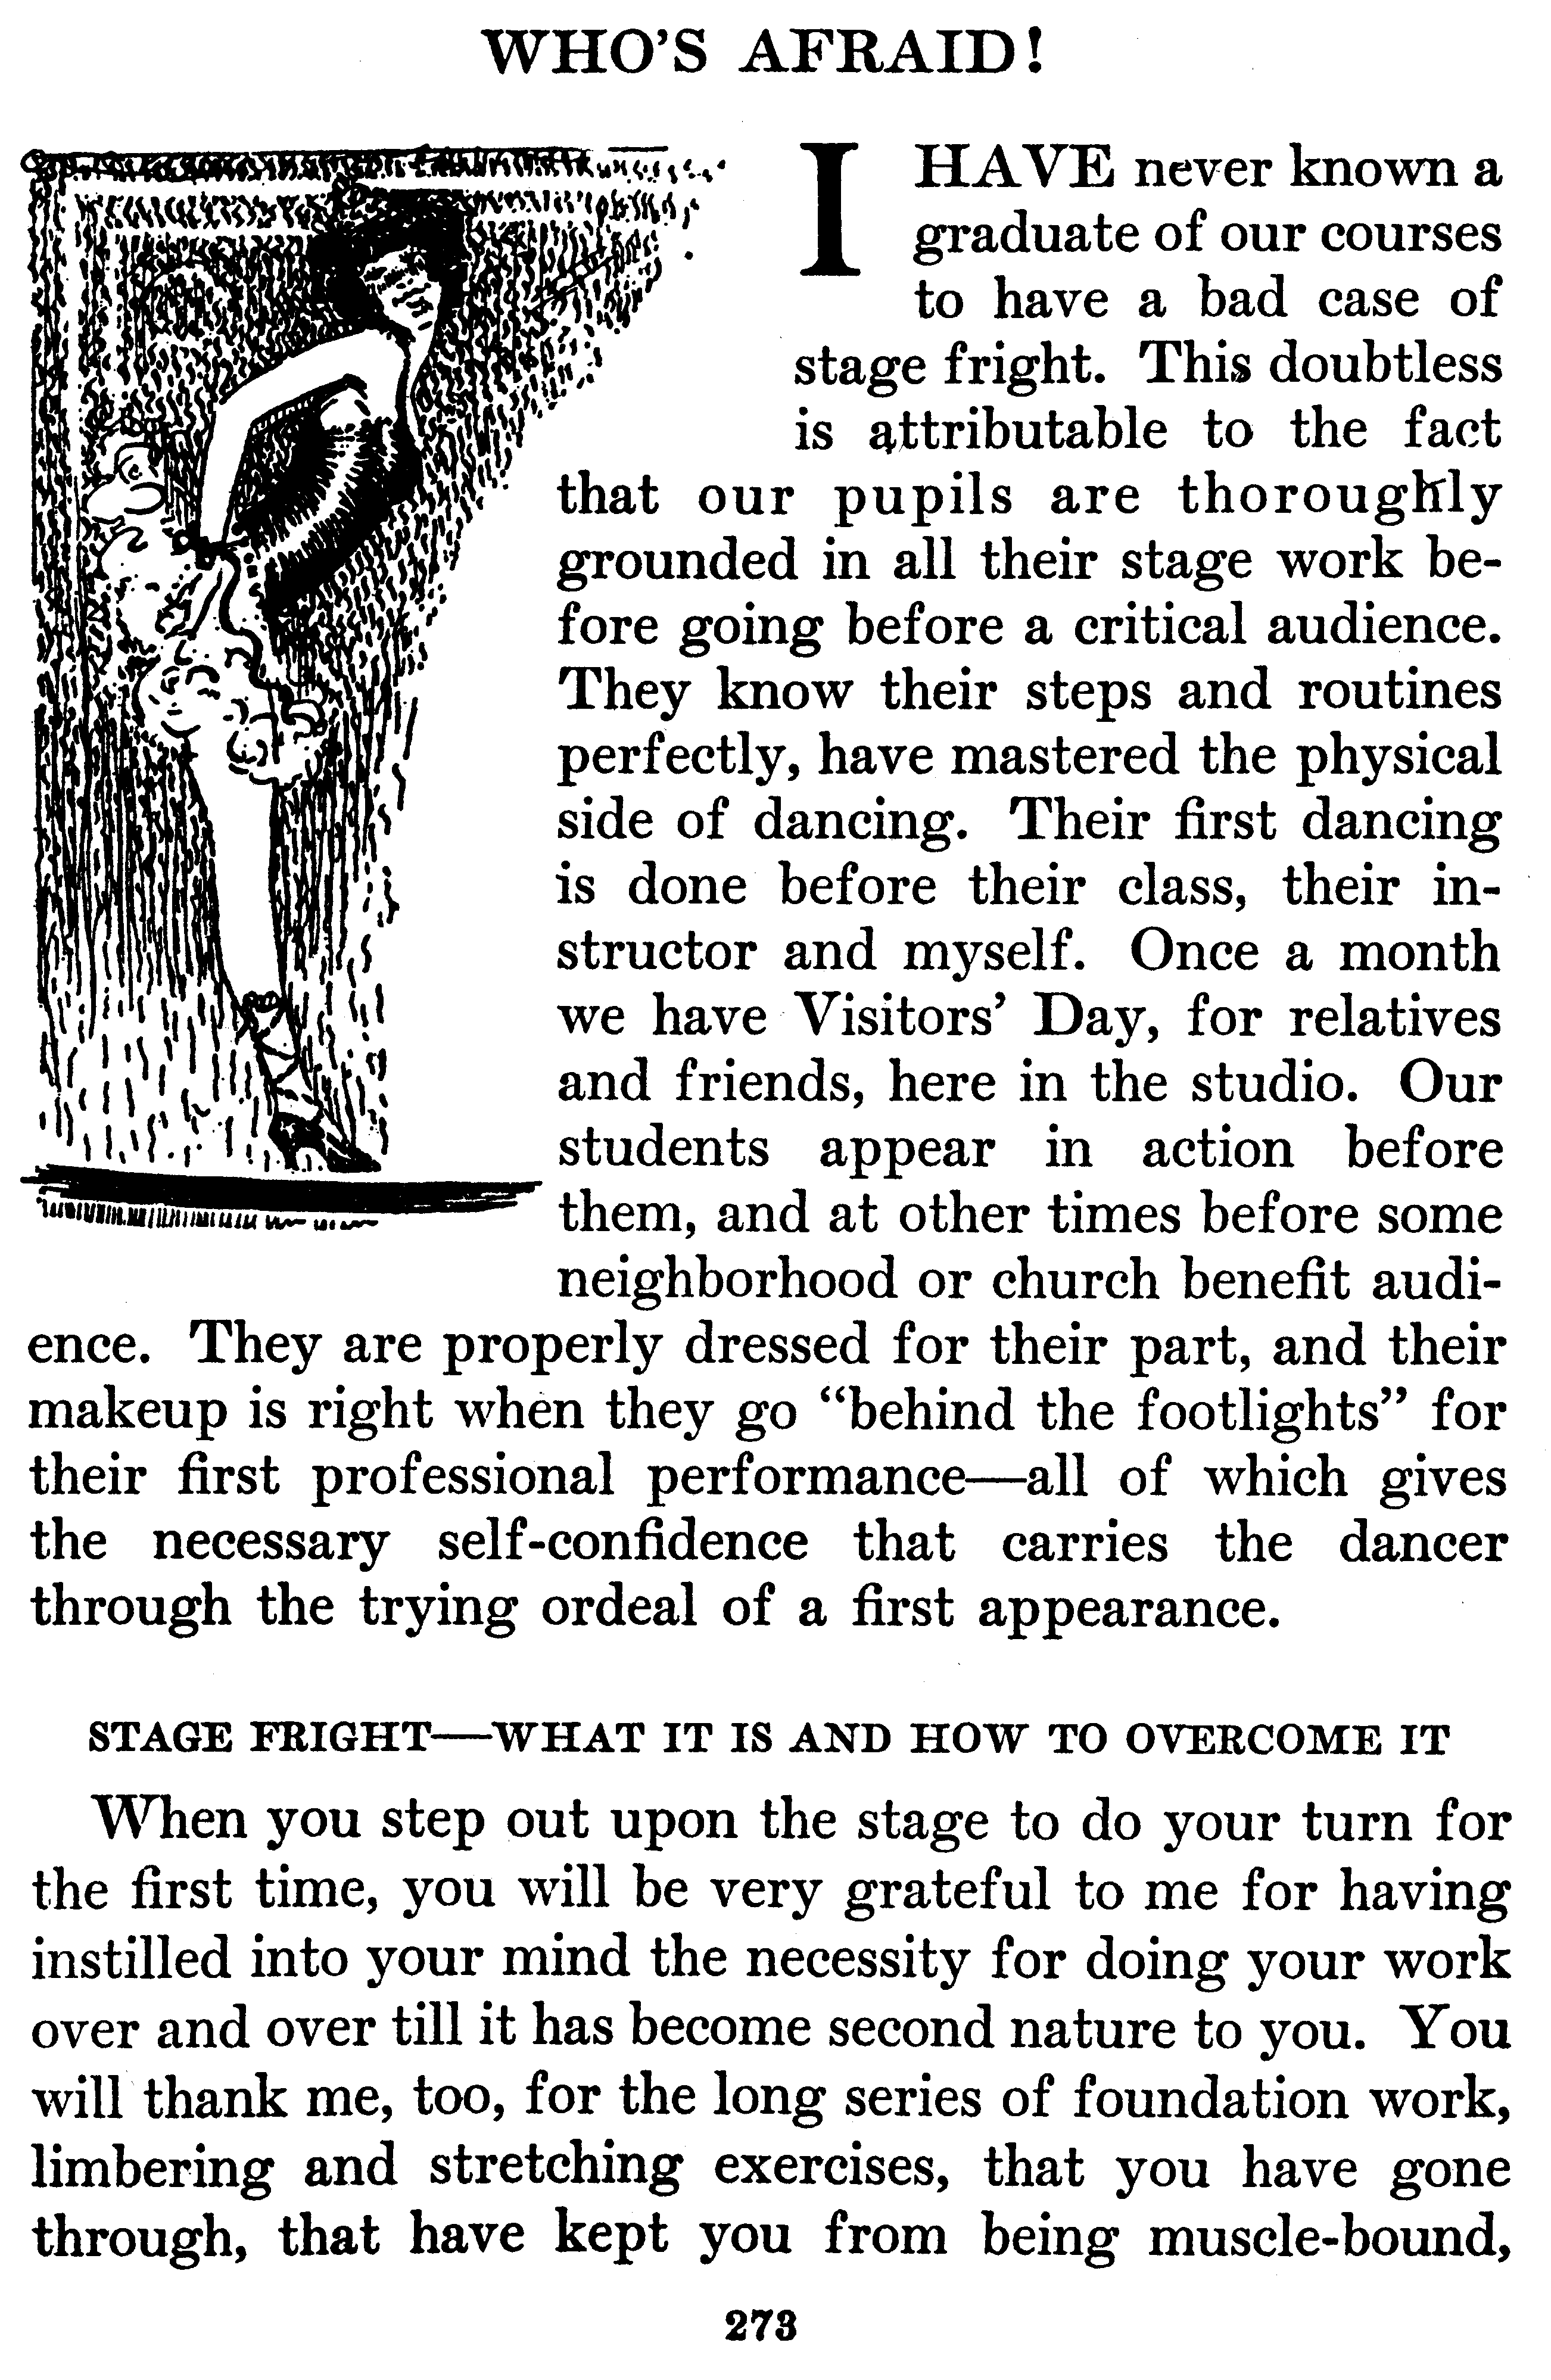 WHO'S AFRAID!
I HAVE never known a
graduate of our courses
to have a bad case of
stage fright. This doubtless
is attributable to the fact
that our pupils are thoroughly
grounded in all their stage work be-
fore going before a critical audience.
They know their steps and routines
perfectly, have mastered the physical
side of dancing. Their first dancing
is done before their class, their in-
structor and myself. Once a month
we have Visitors' Day, for relatives
and friends, here in the studio. Our
students appear in action before
them, and at other times before some
neighborhood or church benefit audi-
ence. They are properly dressed for their part, and their
makeup is right when they go "behind the footlights" for
their first professional performance—all of which gives
the necessary self-confidence that carries the dancer
through the trying ordeal of a first appearance.
STAGE FRIGHT—WHAT IT IS AND HOW TO OVERCOME IT
When you step out upon the stage to do your turn for
the first time, you will be very grateful to me for having
instilled into your mind the necessity for doing your work
over and over till it has become second nature to you. You
will thank me, too, for the long series of foundation work,
limbering and stretching exercises, that you have gone
through, that have kept you from being muscle-bound,
273